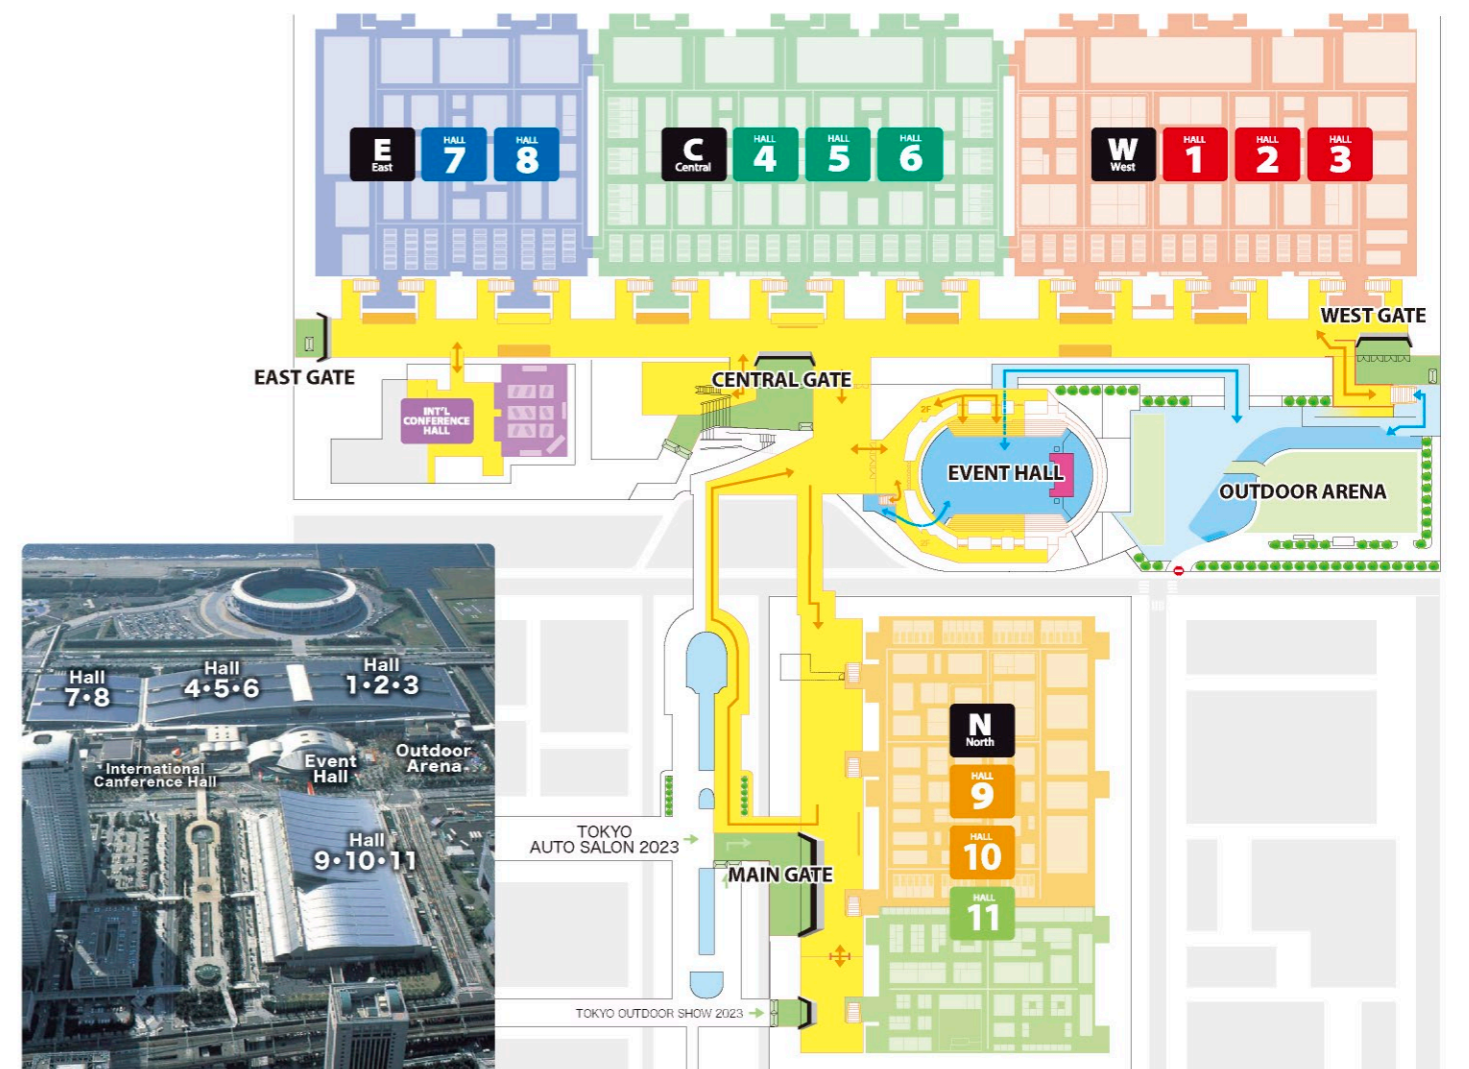 E
East
HALL
7
HALL
8
C
Central
HALL
4
HALL
5
HALL
6
W
West
HALL
1
HALL
2
HALL
3
WEST GATE
EAST GATE
CENTRAL GATE
INT'L
CONFERENCE
HALL
2F
EVENT HALL
OUTDOOR ARENA
2F
Hall
7•8
Hall
4•5•6
Hall
1•2•3
International
Canference Hall
Event
Hall
Outdoor
Arena
Hall
9•10•11
N
North
HALL
9
HALL
10
HALL
11
TOKYO
AUTO SALON 2023
MAIN GATE
TOKYO OUTDOOR SHOW 2023